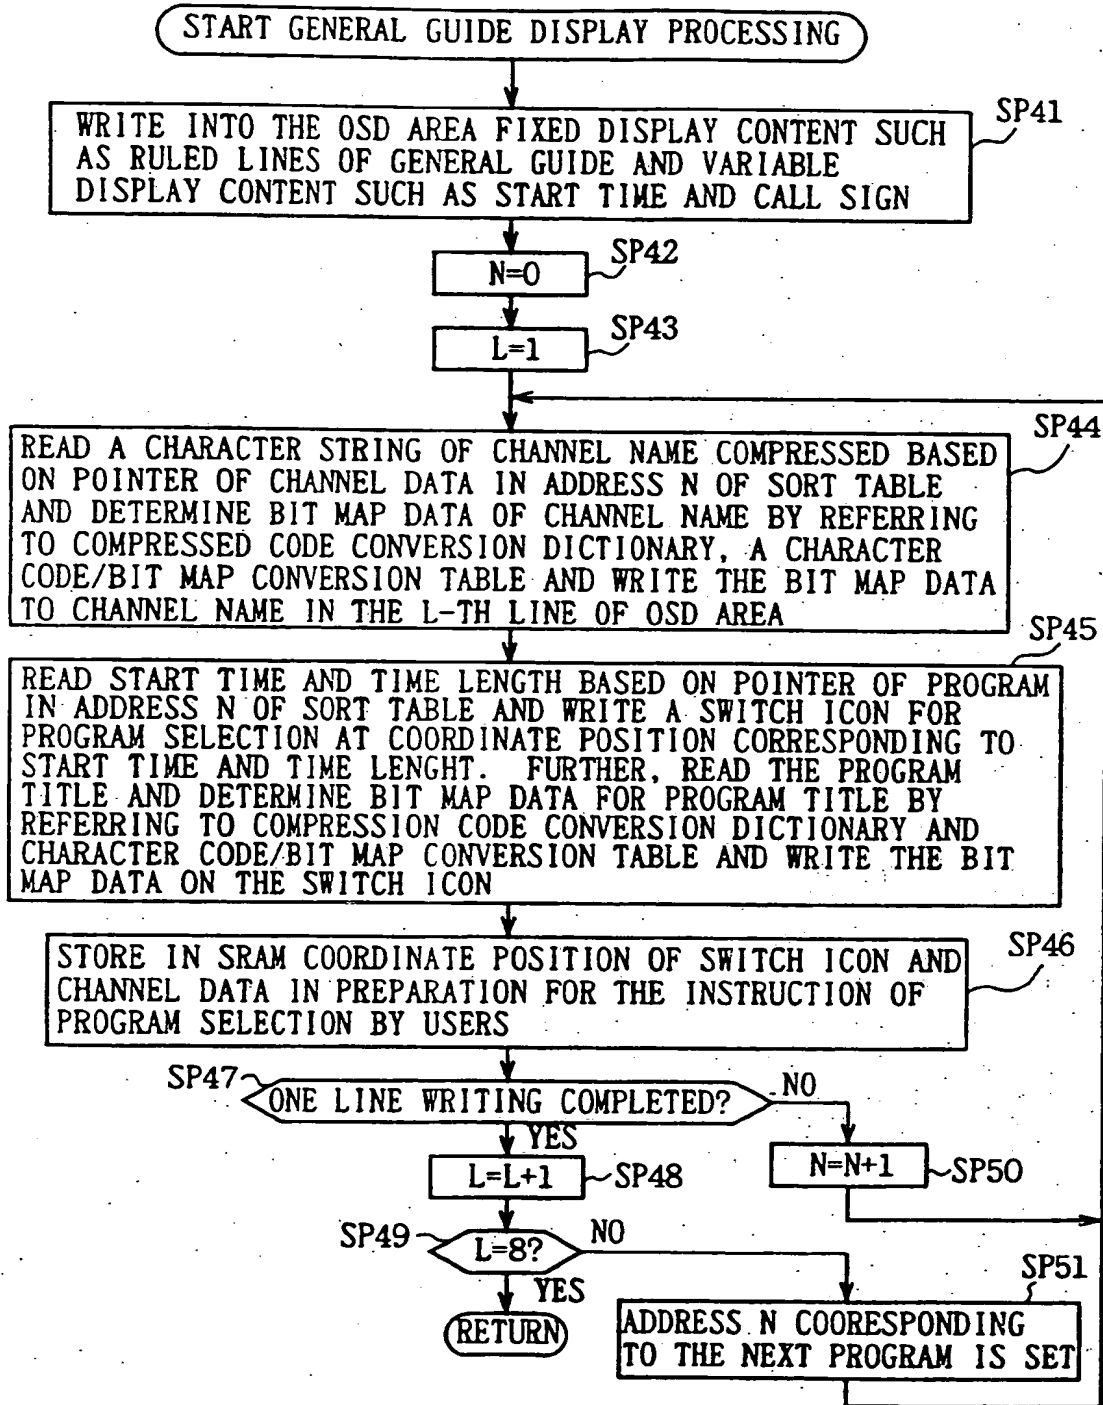 START GENERAL GUIDE DISPLAY PROCESSING
SP41
WRITE INTO THE OSD AREA FIXED DISPLAY CONTENT SUCH
AS RULED LINES OF GENERAL GUIDE AND VARIABLE
DISPLAY CONTENT SUCH AS START TIME AND CALL SIGN
SP42
N=0
SP43
L=1
SP44
READ A CHARACTER STRING OF CHANNEL NAME COMPRESSED BASED
ON POINTER OF CHANNEL DATA IN ADDRESS N OF SORT TABLE
AND DETERMINE BIT MAP DATA OF CHANNEL NAME BY REFERRING
TO COMPRESSED CODE CONVERSION DICTIONARY, A CHARACTER
CODE/BIT MAP CONVERSION TABLE AND WRITE THE BIT MAP DATA
TO CHANNEL NAME IN THE L-TH LINE OF OSD AREA
SP45
READ START TIME AND TIME LENGTH BASED ON POINTER OF PROGRAM
IN ADDRESS N OF SORT TABLE AND WRITE A SWITCH ICON FOR
PROGRAM SELECTION AT COORDINATE POSITION CORRESPONDING TO
START TIME AND TIME LENGHT. FURTHER, READ THE PROGRAM
TITLE AND DETERMINE BIT MAP DATA FOR PROGRAM TITLE BY
REFERRING TO COMPRESSION CODE CONVERSION DICTIONARY AND
CHARACTER CODE/BIT MAP CONVERSION TABLE AND WRITE THE BIT
MAP DATA ON THE SWITCH ICON
SP46
STORE IN SRAM COORDINATE POSITION OF SWITCH ICON AND
CHANNEL DATA IN PREPARATION FOR THE INSTRUCTION OF
PROGRAM SELECTION BY USERS
SP47
ONE LINE WRITING COMPLETED?
NO
YES
L=L+1
SP48
N=N+1
SP50
SP49
L=8?
NO
YES
SP51
RETURN
ADDRESS N COORESPONDING
TO THE NEXT PROGRAM IS SET